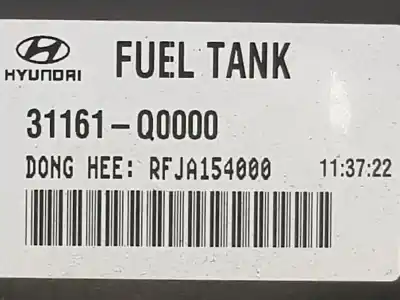 FUEL TANK
HYUNDAI
31161-Q0000
DONG HEE: RFJA154000 11:37:22